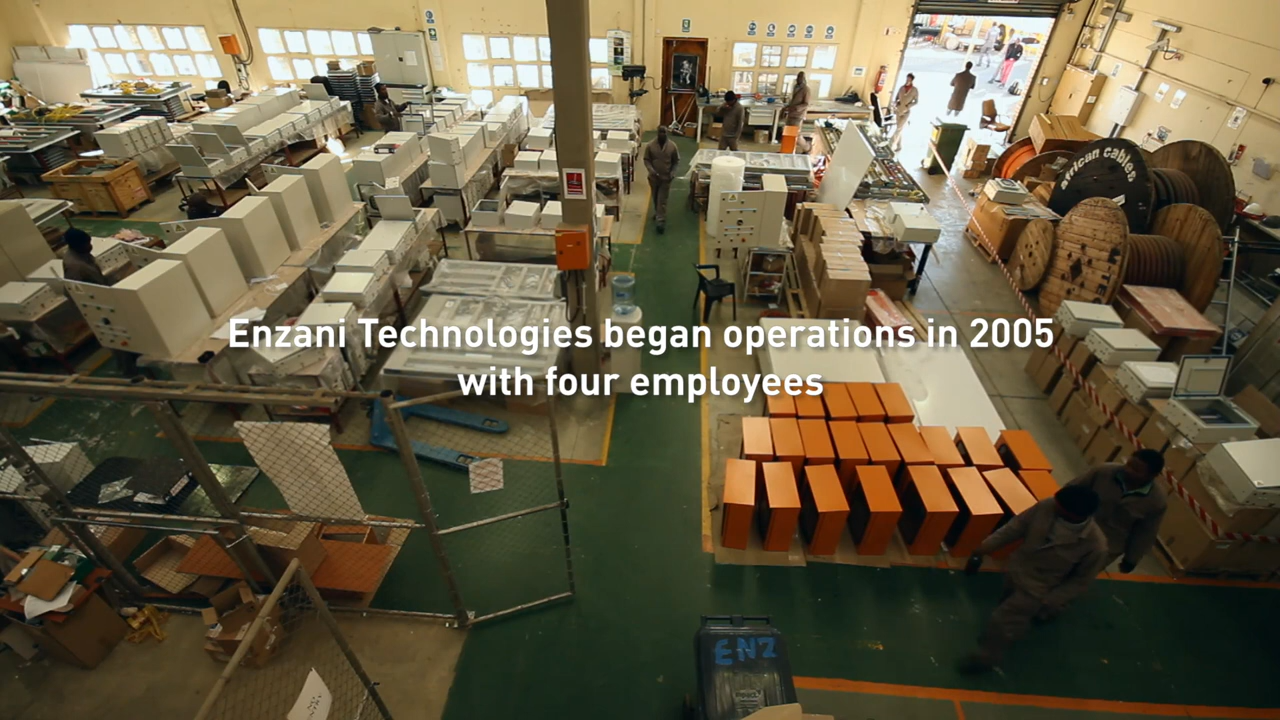 african cables
Enzani Technologies began operations in 2005
with four employees
ENZ